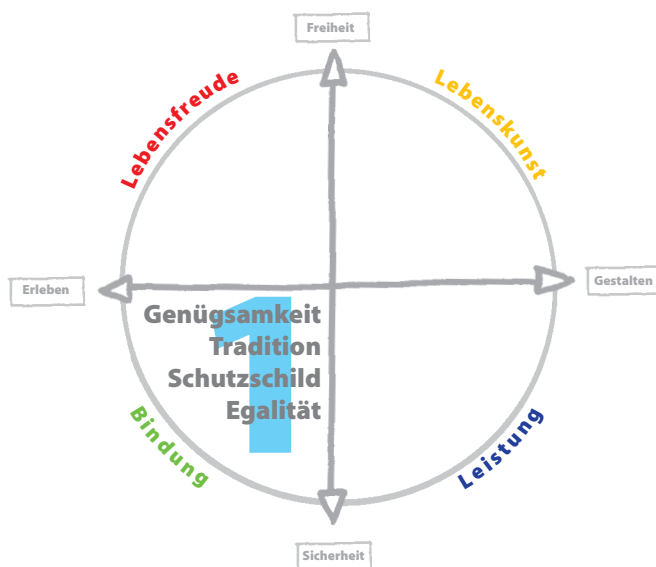 Freiheit
Lebensfreude
Lebenskunst
Erleben
Gestalten
1
Genügsamkeit
Tradition
Schutzschild
Egalität
Bindung
Leistung
Sicherheit